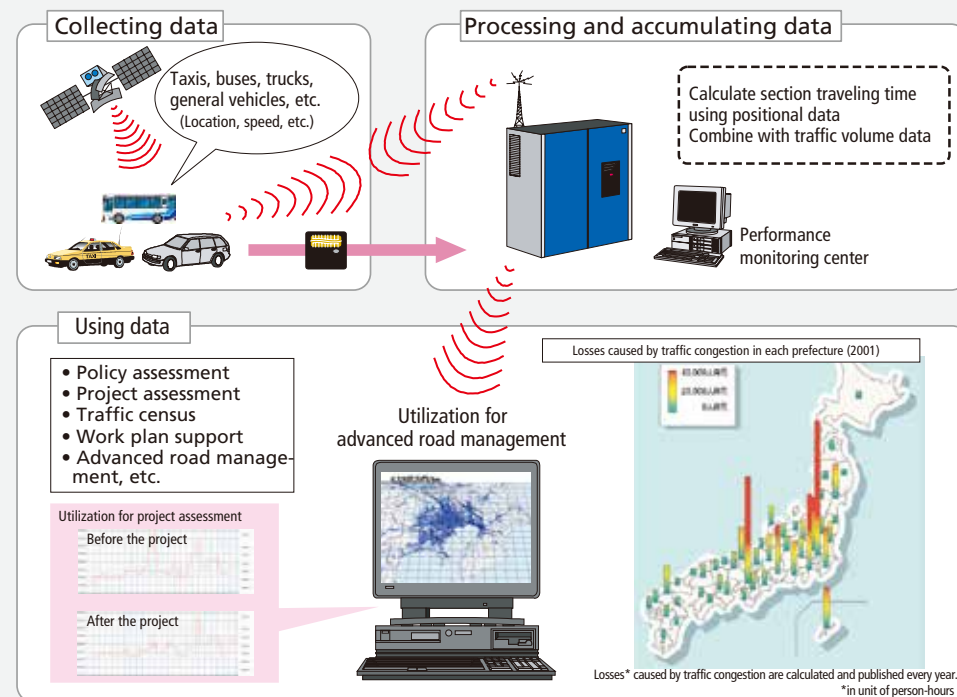 Collecting data
Taxis, buses, trucks,
general vehicles, etc.
(Location, speed, etc.)
TAXI
Processing and accumulating data
Calculate section traveling time
using positional data
Combine with traffic volume data
Performance
monitoring center
Using data
• Policy assessment
• Project assessment
• Traffic census
• Work plan support
• Advanced road manage-
ment, etc.
Utilization for project assessment
Before the project
After the project
Utilization for
advanced road management
Losses caused by traffic congestion in each prefecture (2001)
Losses* caused by traffic congestion are calculated and published every year.
*in unit of person-hours